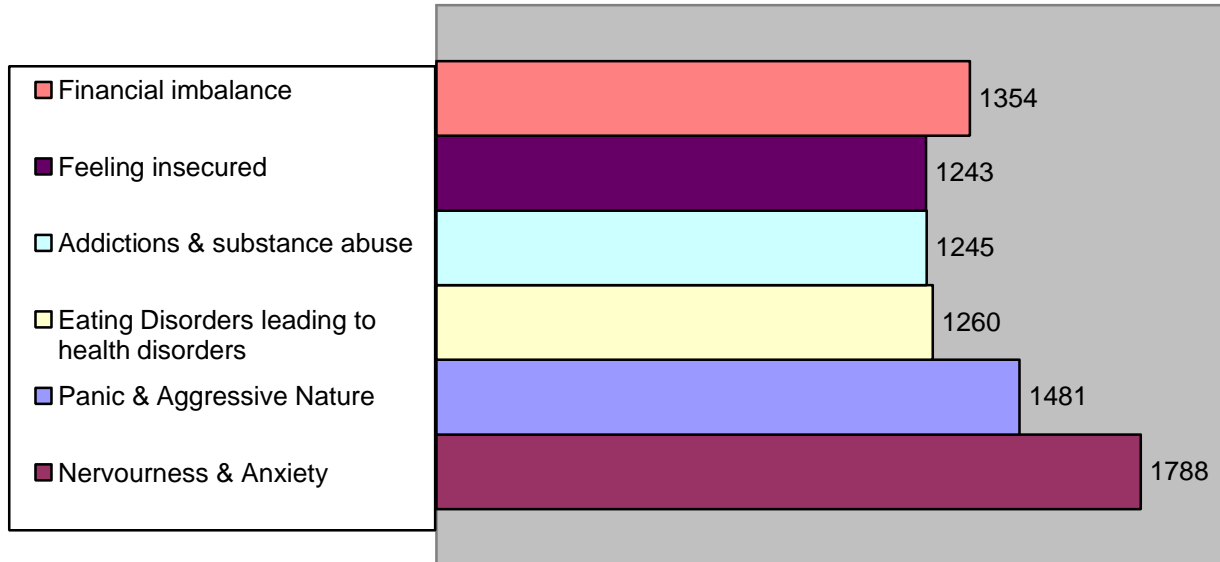 Financial imbalance
1354
Feeling insecured
1243
Addictions & substance abuse
1245
Eating Disorders leading to
health disorders
1260
Panic & Aggressive Nature
1481
Nervourness & Anxiety
1788